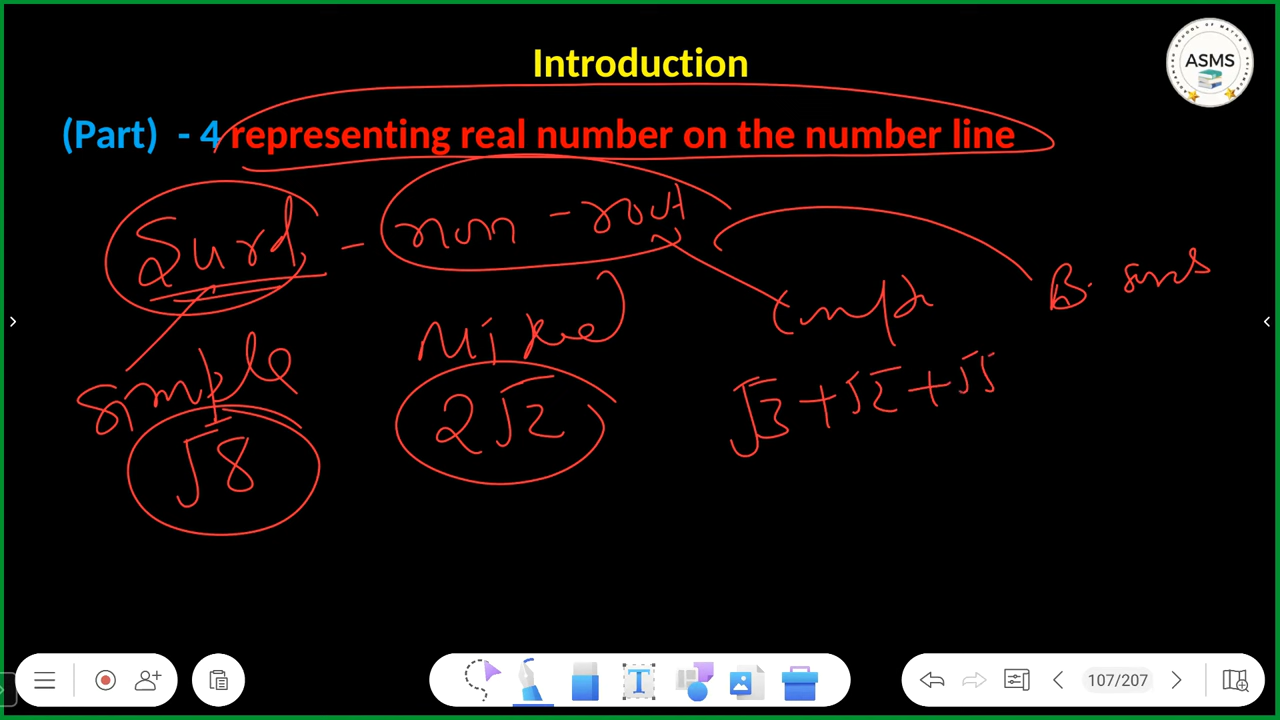 Introduction
ASMS
(Part) - 4 representing real number on the number line
Surd - non - root
B. surds
simple
Mixed
√8
2√2
√3 + √2 + √5
107/207